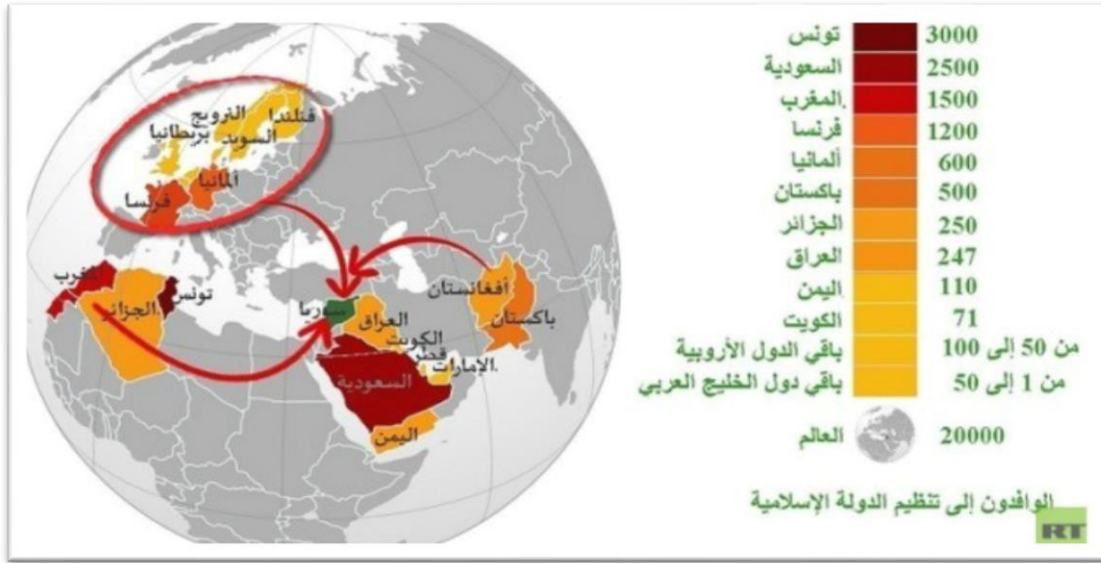 تونس 3000
السعودية 2500
المغرب 1500
فرنسا 1200
ألمانيا 600
باكستان 500
الجزائر 250
العراق 247
اليمن 110
الكويت 71
باقي الدول الأروبية من 50 إلى 100
باقي دول الخليج العربي من 1 إلى 50
العالم 20000
الوافدون إلى تنظيم الدولة الإسلامية
RT
فنلندا
النرويج
السويد
بريطانيا
ألمانيا
فرنسا
المغرب
الجزائر
تونس
سوريا
العراق
الكويت
قطر
الإمارات
السعودية
اليمن
أفغانستان
باكستان